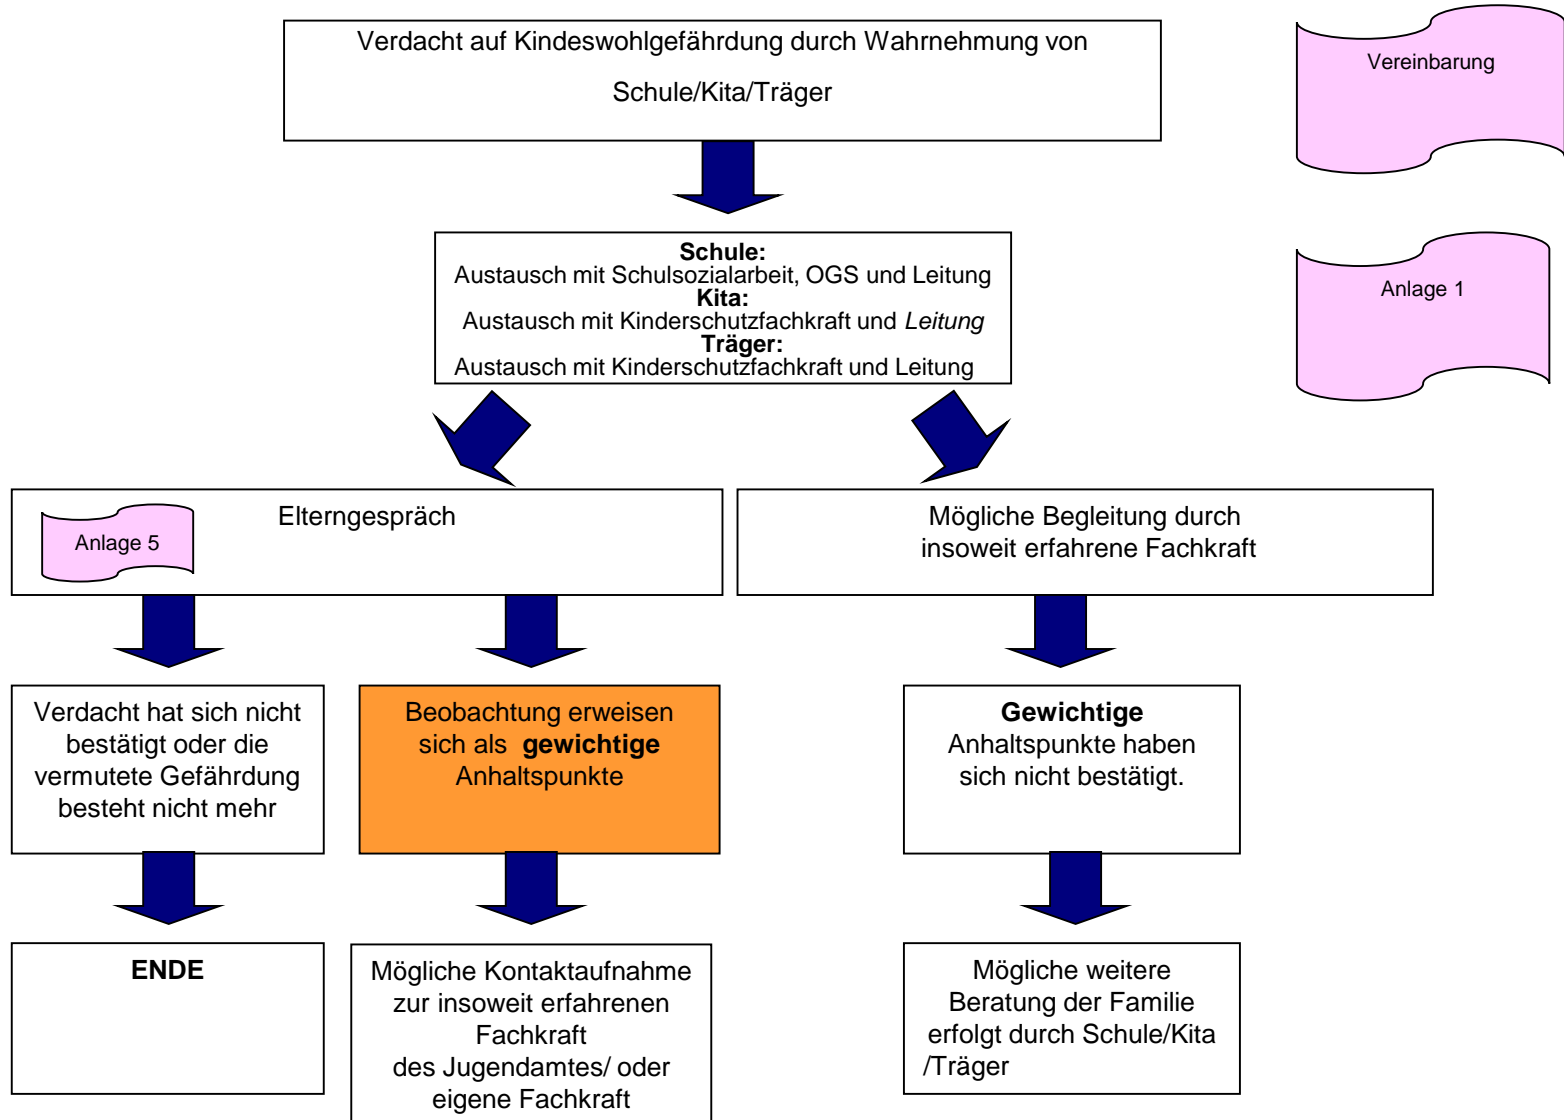 Verdacht auf Kindeswohlgefährdung durch Wahrnehmung von
Schule/Kita/Träger
Vereinbarung
Schule:
Austausch mit Schulsozialarbeit, OGS und Leitung
Kita:
Austausch mit Kinderschutzfachkraft und Leitung
Träger:
Austausch mit Kinderschutzfachkraft und Leitung
Anlage 1
Elterngespräch
Anlage 5
Mögliche Begleitung durch
insoweit erfahrene Fachkraft
Verdacht hat sich nicht
bestätigt oder die
vermutete Gefährdung
besteht nicht mehr
Beobachtung erweisen
sich als gewichtige
Anhaltspunkte
Gewichtige
Anhaltspunkte haben
sich nicht bestätigt.
ENDE
Mögliche Kontaktaufnahme
zur insoweit erfahrenen
Fachkraft
des Jugendamtes/ oder
eigene Fachkraft
Mögliche weitere
Beratung der Familie
erfolgt durch Schule/Kita
/Träger